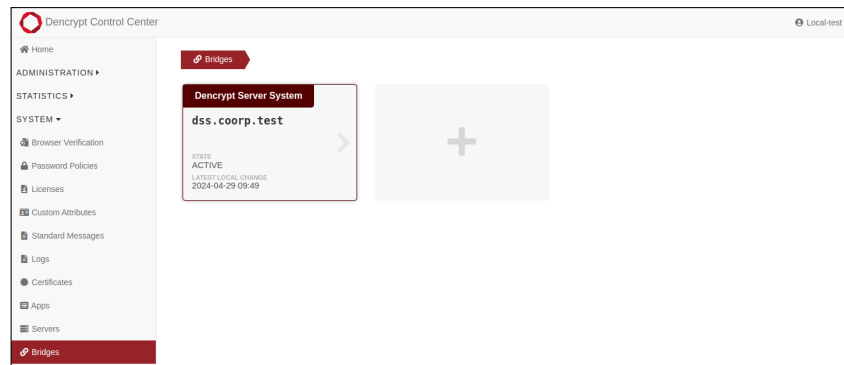 Dencrypt Control Center
Local-test
Home
ADMINISTRATION
STATISTICS
SYSTEM
Browser Verification
Password Policies
Licenses
Custom Attributes
Standard Messages
Logs
Certificates
Apps
Servers
Bridges
Bridges
Dencrypt Server System
dss.coorp.test
STATE
ACTIVE
LATEST LOCAL CHANGE
2024-04-29 09:49